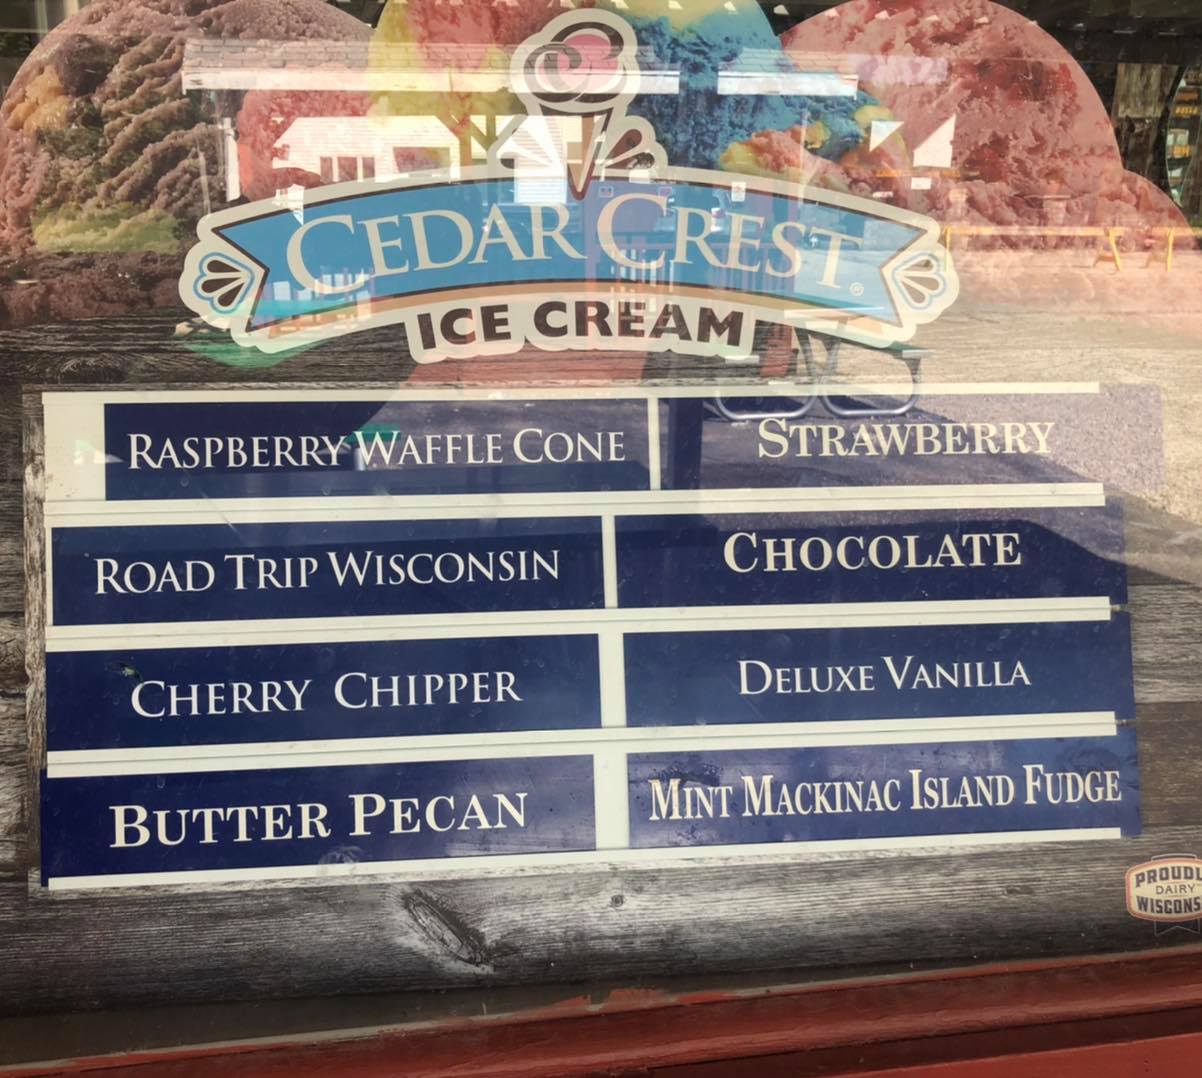 CEDAR CREST®
ICE CREAM
RASPBERRY WAFFLE CONE
STRAWBERRY
ROAD TRIP WISCONSIN
CHOCOLATE
CHERRY CHIPPER
DELUXE VANILLA
BUTTER PECAN
MINT MACKINAC ISLAND FUDGE
PROUDL
DAIRY
WISCONS